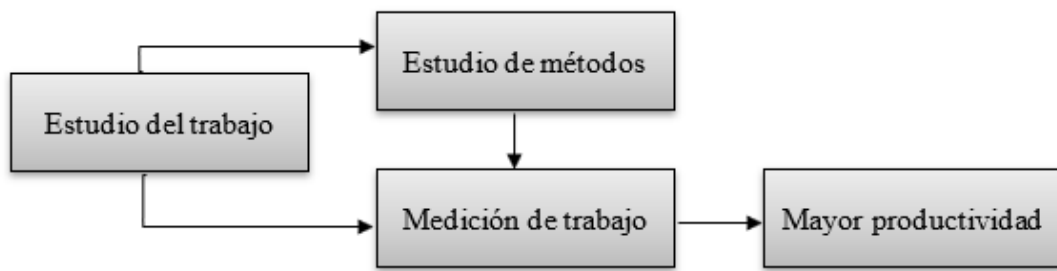 Estudio de métodos
Estudio del trabajo
Medición de trabajo
Mayor productividad